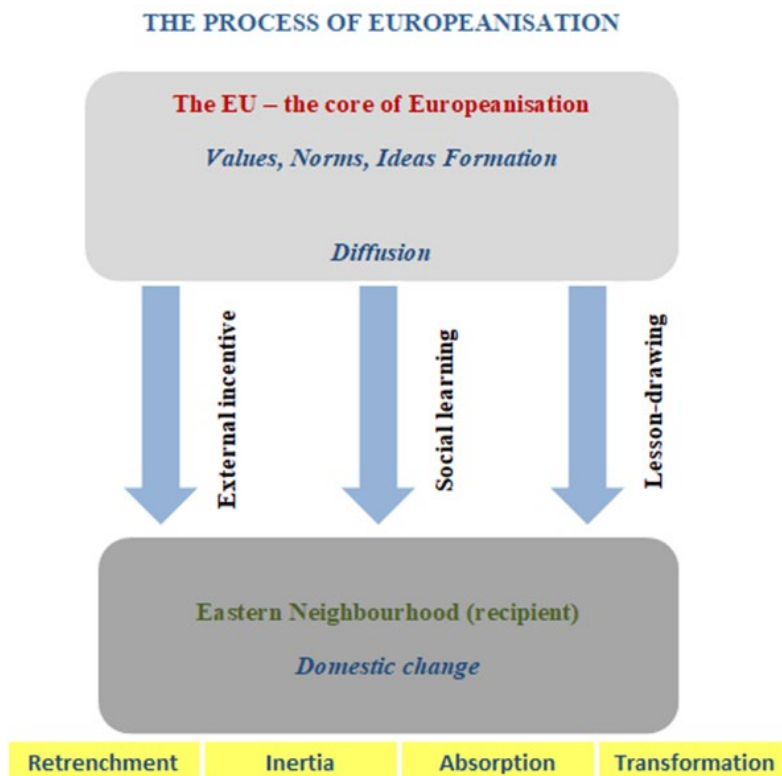 THE PROCESS OF EUROPEANISATION
The EU – the core of Europeanisation
Values, Norms, Ideas Formation
Diffusion
External incentive
Social learning
Lesson-drawing
Eastern Neighbourhood (recipient)
Domestic change
Retrenchment
Inertia
Absorption
Transformation